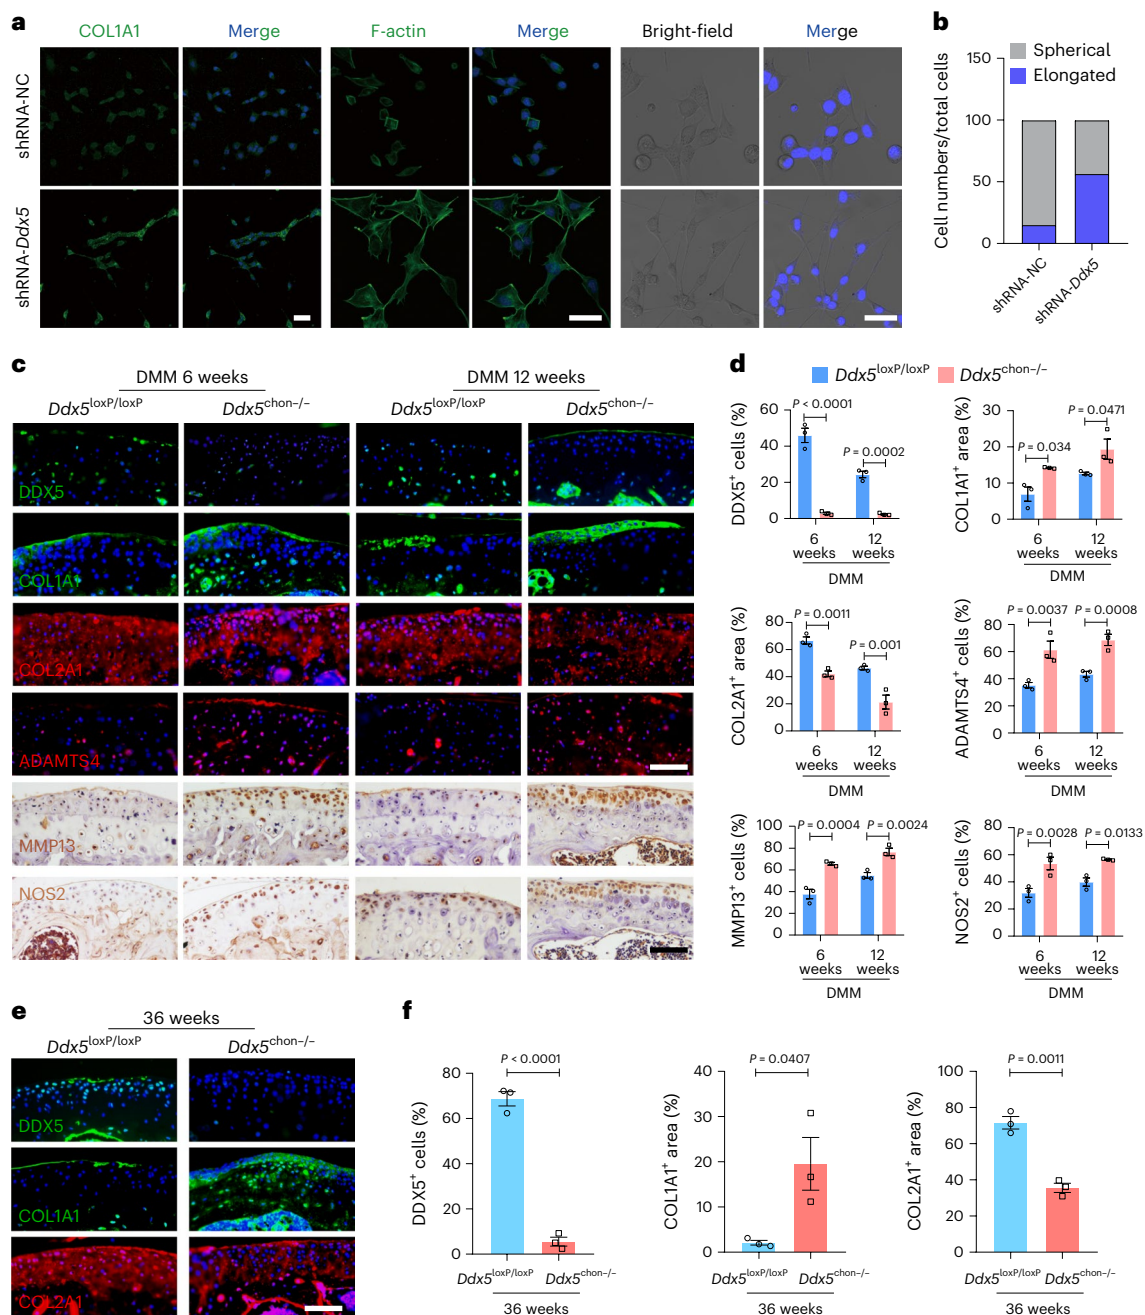 a
COL1A1 Merge F-actin Merge Bright-field Merge
shRNA-NC
shRNA-Ddx5
b
Spherical
Elongated
Cell numbers/total cells
150
100
50
0
shRNA-NC shRNA-Ddx5
c
DMM 6 weeks DMM 12 weeks
Ddx5loxP/loxP Ddx5chon−/− Ddx5loxP/loxP Ddx5chon−/−
DDX5
COL1A1
COL2A1
ADAMTS4
MMP13
NOS2
d
Ddx5loxP/loxP Ddx5chon−/−
DDX5+ cells (%)
60
40
20
0
P < 0.0001
P = 0.0002
6 weeks 12 weeks
DMM
COL1A1+ area (%)
30
20
10
0
P = 0.034
P = 0.0471
6 weeks 12 weeks
DMM
COL2A1+ area (%)
80
60
40
20
0
P = 0.0011
P = 0.001
6 weeks 12 weeks
DMM
ADAMTS4+ cells (%)
80
60
40
20
0
P = 0.0037
P = 0.0008
6 weeks 12 weeks
DMM
MMP13+ cells (%)
100
80
60
40
20
0
P = 0.0004
P = 0.0024
6 weeks 12 weeks
DMM
NOS2+ cells (%)
80
60
40
20
0
P = 0.0028
P = 0.0133
6 weeks 12 weeks
DMM
e
36 weeks
Ddx5loxP/loxP Ddx5chon−/−
DDX5
COL1A1
COL2A1
f
DDX5+ cells (%)
80
60
40
20
0
P < 0.0001
Ddx5loxP/loxP Ddx5chon−/−
36 weeks
COL1A1+ area (%)
40
30
20
10
0
P = 0.0407
Ddx5loxP/loxP Ddx5chon−/−
36 weeks
COL2A1+ area (%)
100
80
60
40
20
0
P = 0.0011
Ddx5loxP/loxP Ddx5chon−/−
36 weeks